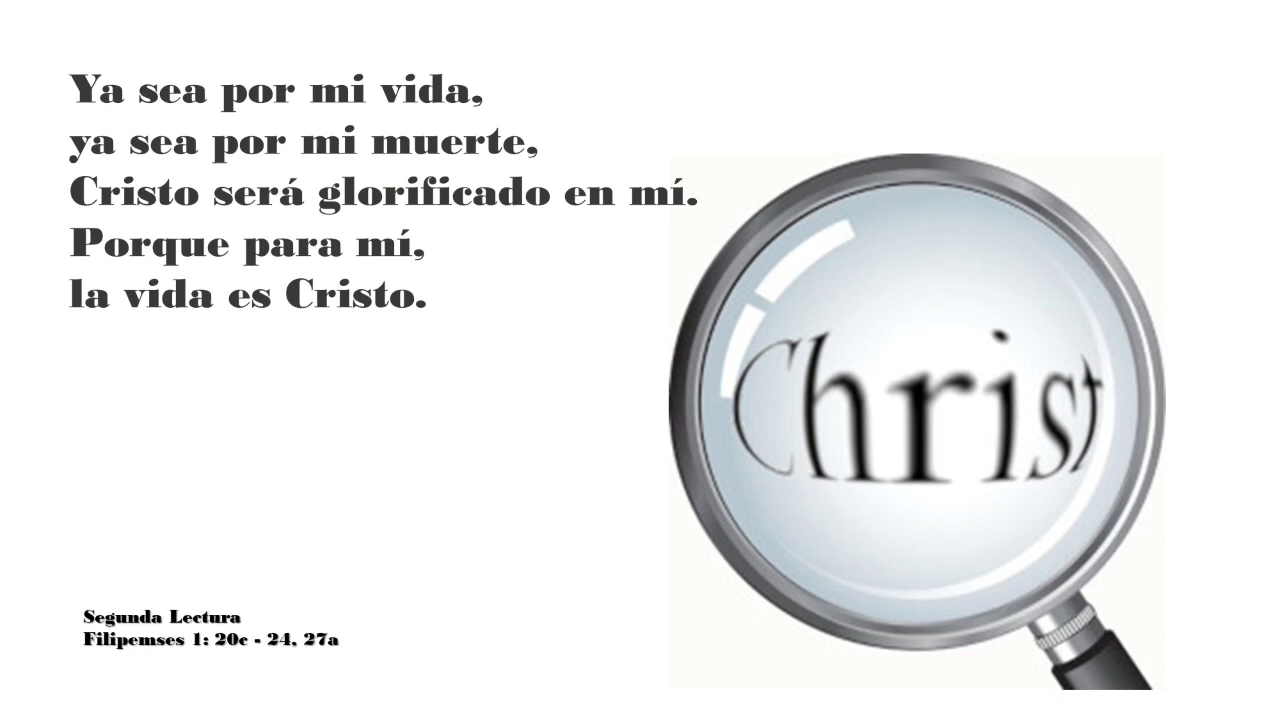 Ya sea por mi vida,
ya sea por mi muerte,
Cristo será glorificado en mí.
Porque para mí,
la vida es Cristo.
Christ
Segunda Lectura
Filipemses 1: 20c - 24, 27a